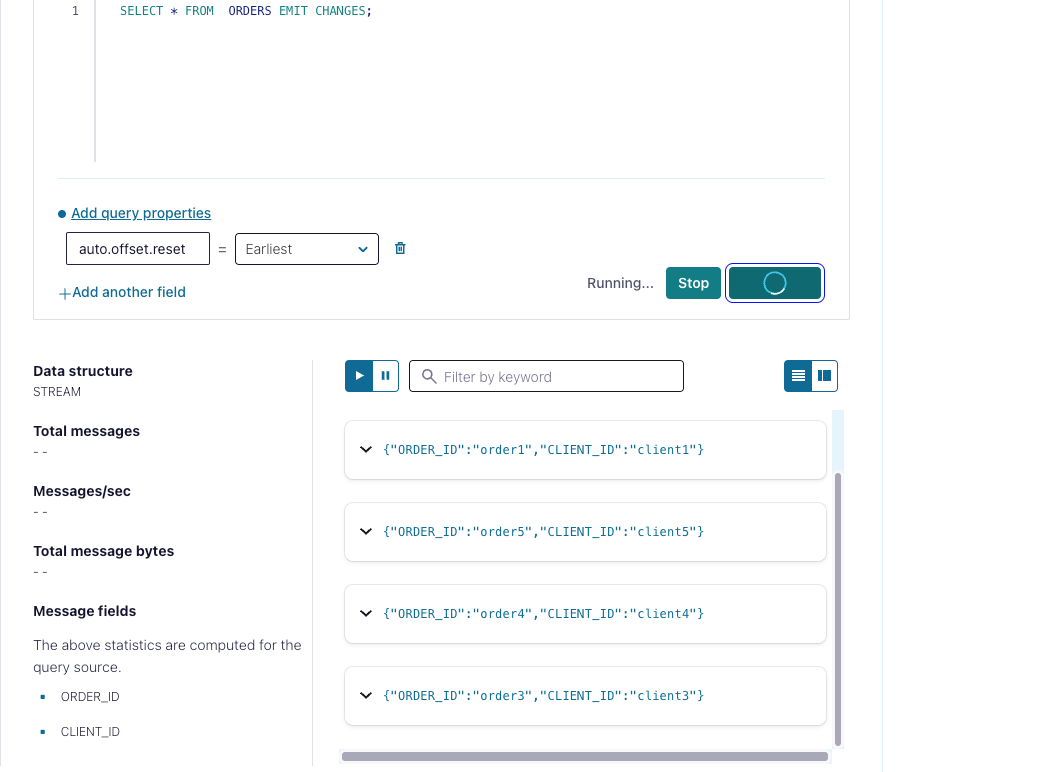 1 SELECT * FROM  ORDERS EMIT CHANGES;
Add query properties
auto.offset.reset = Earliest
Running... Stop
+Add another field
Data structure
STREAM
Total messages
- -
Messages/sec
- -
Total message bytes
- -
Message fields
The above statistics are computed for the
query source.
ORDER_ID
CLIENT_ID
Filter by keyword
{"ORDER_ID":"order1","CLIENT_ID":"client1"}
{"ORDER_ID":"order5","CLIENT_ID":"client5"}
{"ORDER_ID":"order4","CLIENT_ID":"client4"}
{"ORDER_ID":"order3","CLIENT_ID":"client3"}